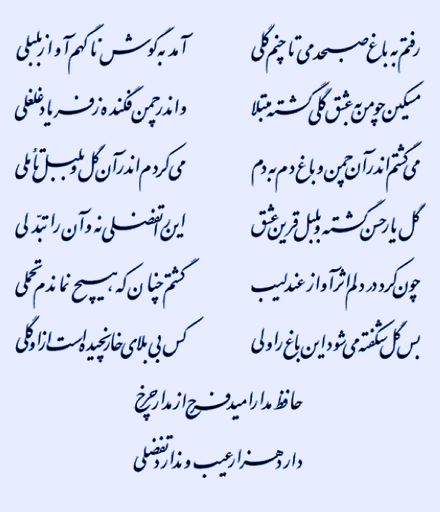 رفتم به باغ صبحدمی تا چنم گلی آمد به گوش ناگهم آواز بلبلی
مسکین چو من به عشق گلی گشته مبتلا واندر چمن فکنده ز فریاد غلغلی
می‌گشتم اندر آن چمن و باغ دم به دم می‌کردم اندر آن گل و بلبل تأملی
گل یار حسن گشته و بلبل قرین عشق این را تفضلی نه و آن را تبدّلی
چون کرد در دلم اثر آواز عندلیب گشتم چنان که هیچ نماندم تحملی
بس گل شکفته می‌شود این باغ را ولی کس بی بلای خار نچیده‌است از او گلی
حافظ مدار امید فرج از مدار چرخ
دارد هزار عیب و ندارد تفضلی